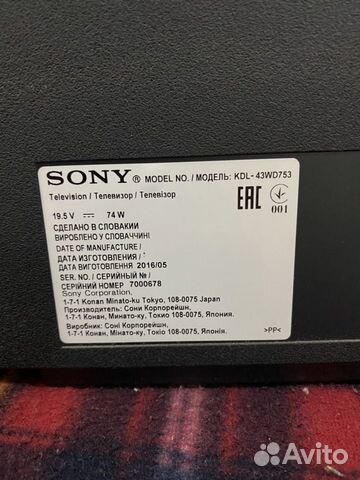 SONY® MODEL NO. / МОДЕЛЬ: KDL-43WD753
Television / Телевизор / Телевізор
19.5 V ⎓ 74 W
EAC
001
СДЕЛАНО В СЛОВАКИИ
ВИРОБЛЕНО У СЛОВАЧЧИНІ
DATE OF MANUFACTURE /
ДАТА ИЗГОТОВЛЕНИЯ /
ДАТА ВИГОТОВЛЕННЯ 2016/05
SER. NO. / СЕРИЙНЫЙ № /
СЕРІЙНИЙ НОМЕР 7000678
Sony Corporation,
1-7-1 Konan Minato-ku Tokyo, 108-0075 Japan
Производитель: Сони Корпорейшн,
1-7-1 Конан, Минато-ку, Токио 108-0075, Япония.
Виробник: Соні Корпорейшн,
1-7-1 Конан, Мінато-ку, Токіо 108-0075, Японія.
>PP<
Avito